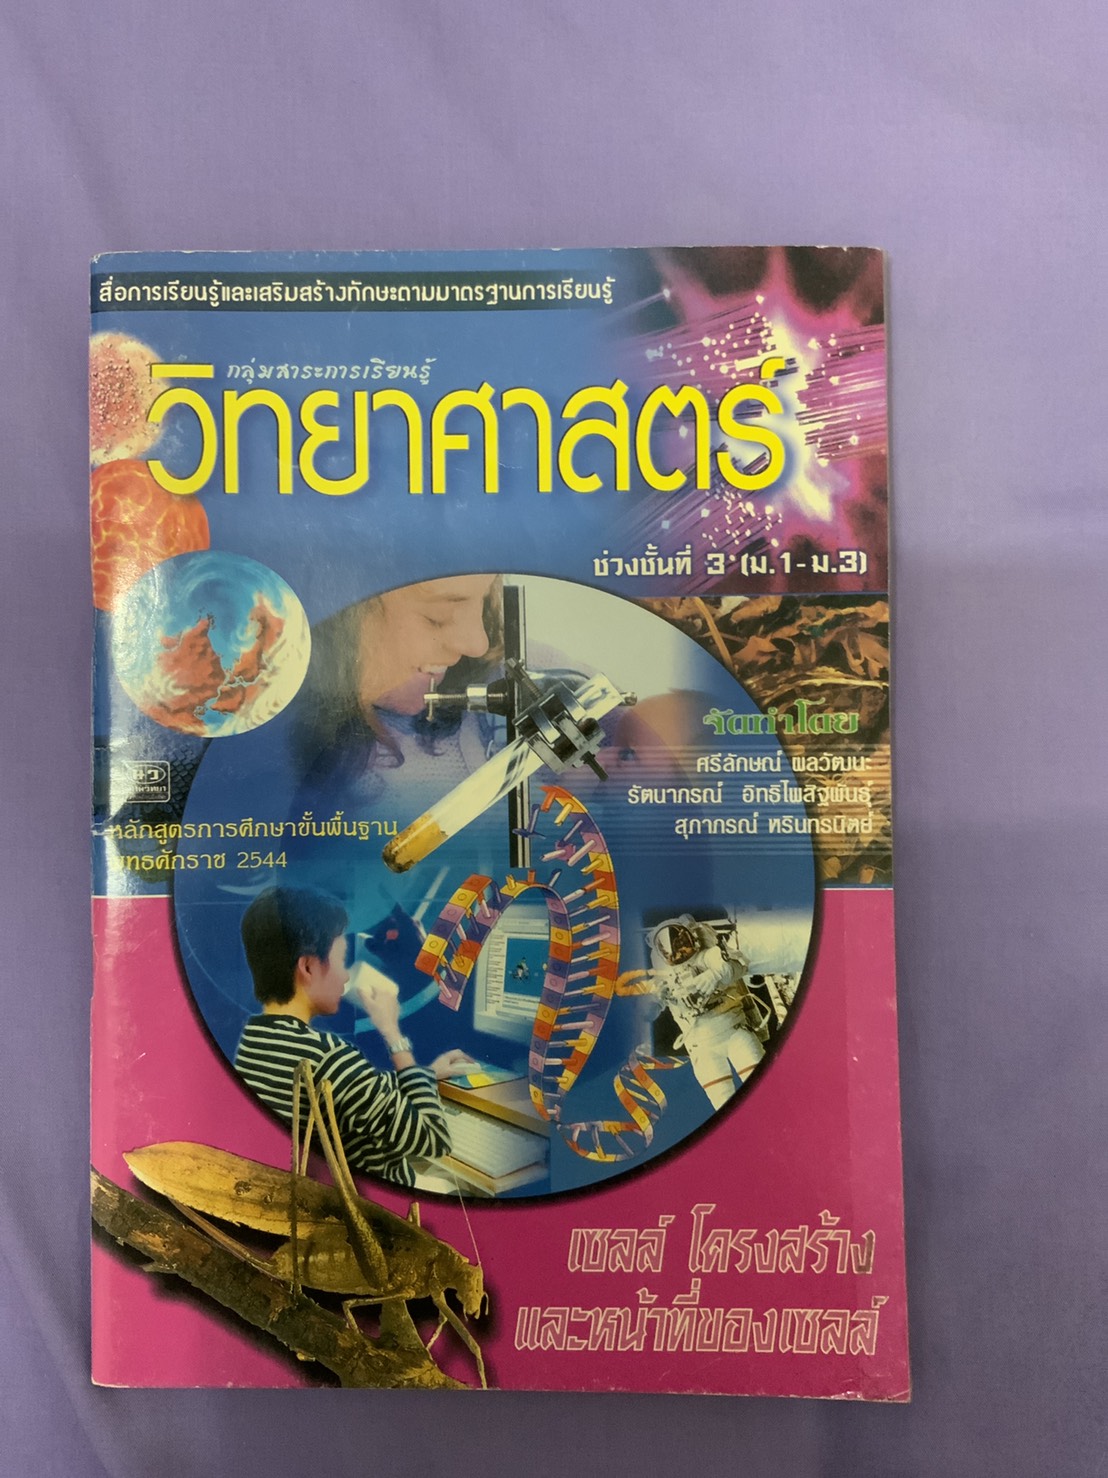 สื่อการเรียนรู้และเสริมสร้างทักษะตามมาตรฐานการเรียนรู้
กลุ่มสาระการเรียนรู้
วิทยาศาสตร์
ช่วงชั้นที่ 3 (ม.1-ม.3)
จัดทำโดย
ศรีลักษณ์ ผลวัฒนะ
รัตนาภรณ์ อิทธิไพสิฐพันธุ์
สุภาภรณ์ หรินทรนิตย์
หลักสูตรการศึกษาขั้นพื้นฐาน
พุทธศักราช 2544
เซลล์ โครงสร้าง
และหน้าที่ของเซลล์